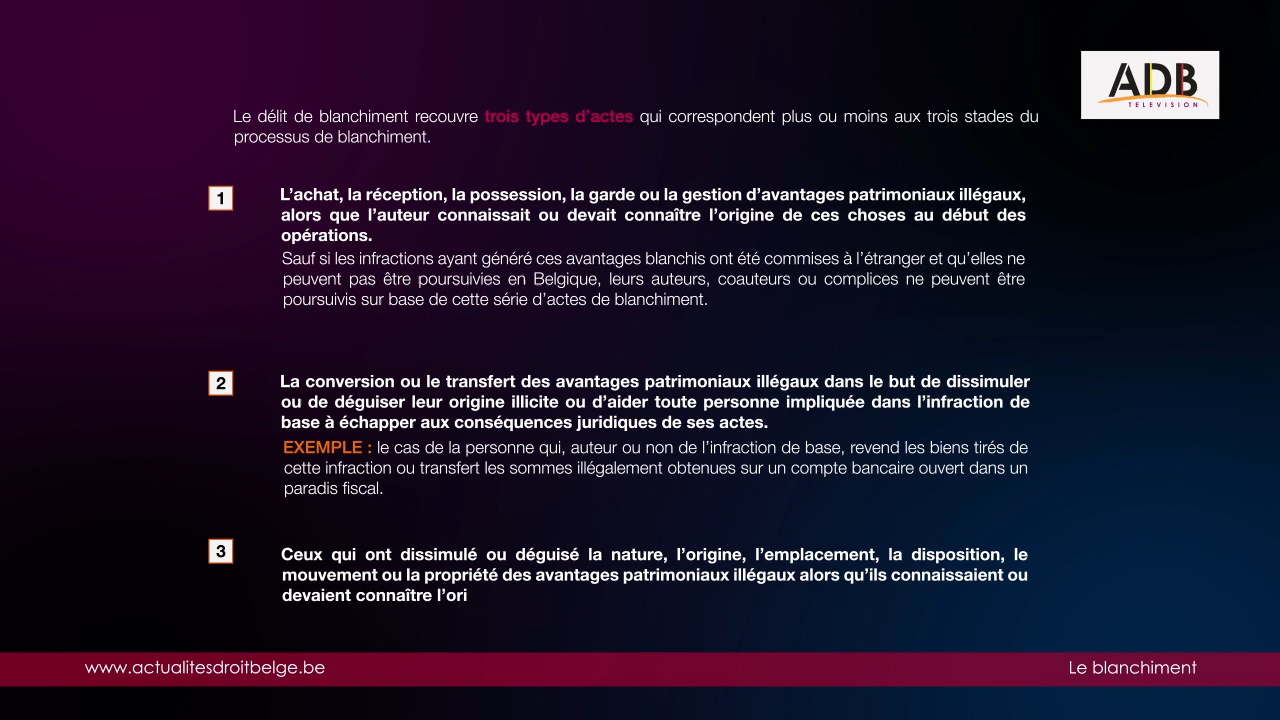 ADB
TELEVISION
Le délit de blanchiment recouvre trois types d'actes qui correspondent plus ou moins aux trois stades du
processus de blanchiment.
1
L'achat, la réception, la possession, la garde ou la gestion d'avantages patrimoniaux illégaux,
alors que l'auteur connaissait ou devait connaître l'origine de ces choses au début des
opérations.
Sauf si les infractions ayant généré ces avantages blanchis ont été commises à l'étranger et qu'elles ne
peuvent pas être poursuivies en Belgique, leurs auteurs, coauteurs ou complices ne peuvent être
poursuivis sur base de cette série d'actes de blanchiment.
2
La conversion ou le transfert des avantages patrimoniaux illégaux dans le but de dissimuler
ou de déguiser leur origine illicite ou d'aider toute personne impliquée dans l'infraction de
base à échapper aux conséquences juridiques de ses actes.
EXEMPLE : le cas de la personne qui, auteur ou non de l'infraction de base, revend les biens tirés de
cette infraction ou transfert les sommes illégalement obtenues sur un compte bancaire ouvert dans un
paradis fiscal.
3
Ceux qui ont dissimulé ou déguisé la nature, l'origine, l'emplacement, la disposition, le
mouvement ou la propriété des avantages patrimoniaux illégaux alors qu'ils connaissaient ou
devaient connaître l'ori
www.actualitesdroitbelge.be
Le blanchiment